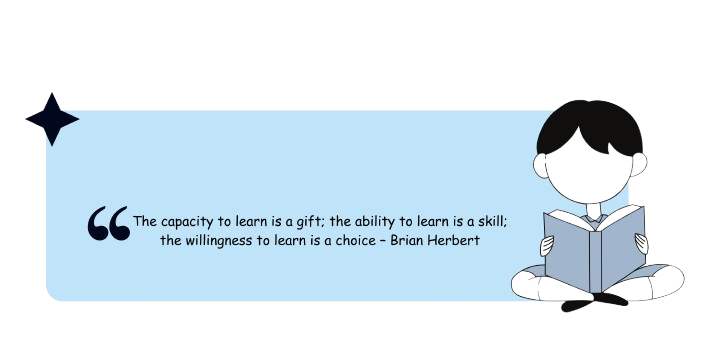 “The capacity to learn is a gift; the ability to learn is a skill;
the willingness to learn is a choice – Brian Herbert